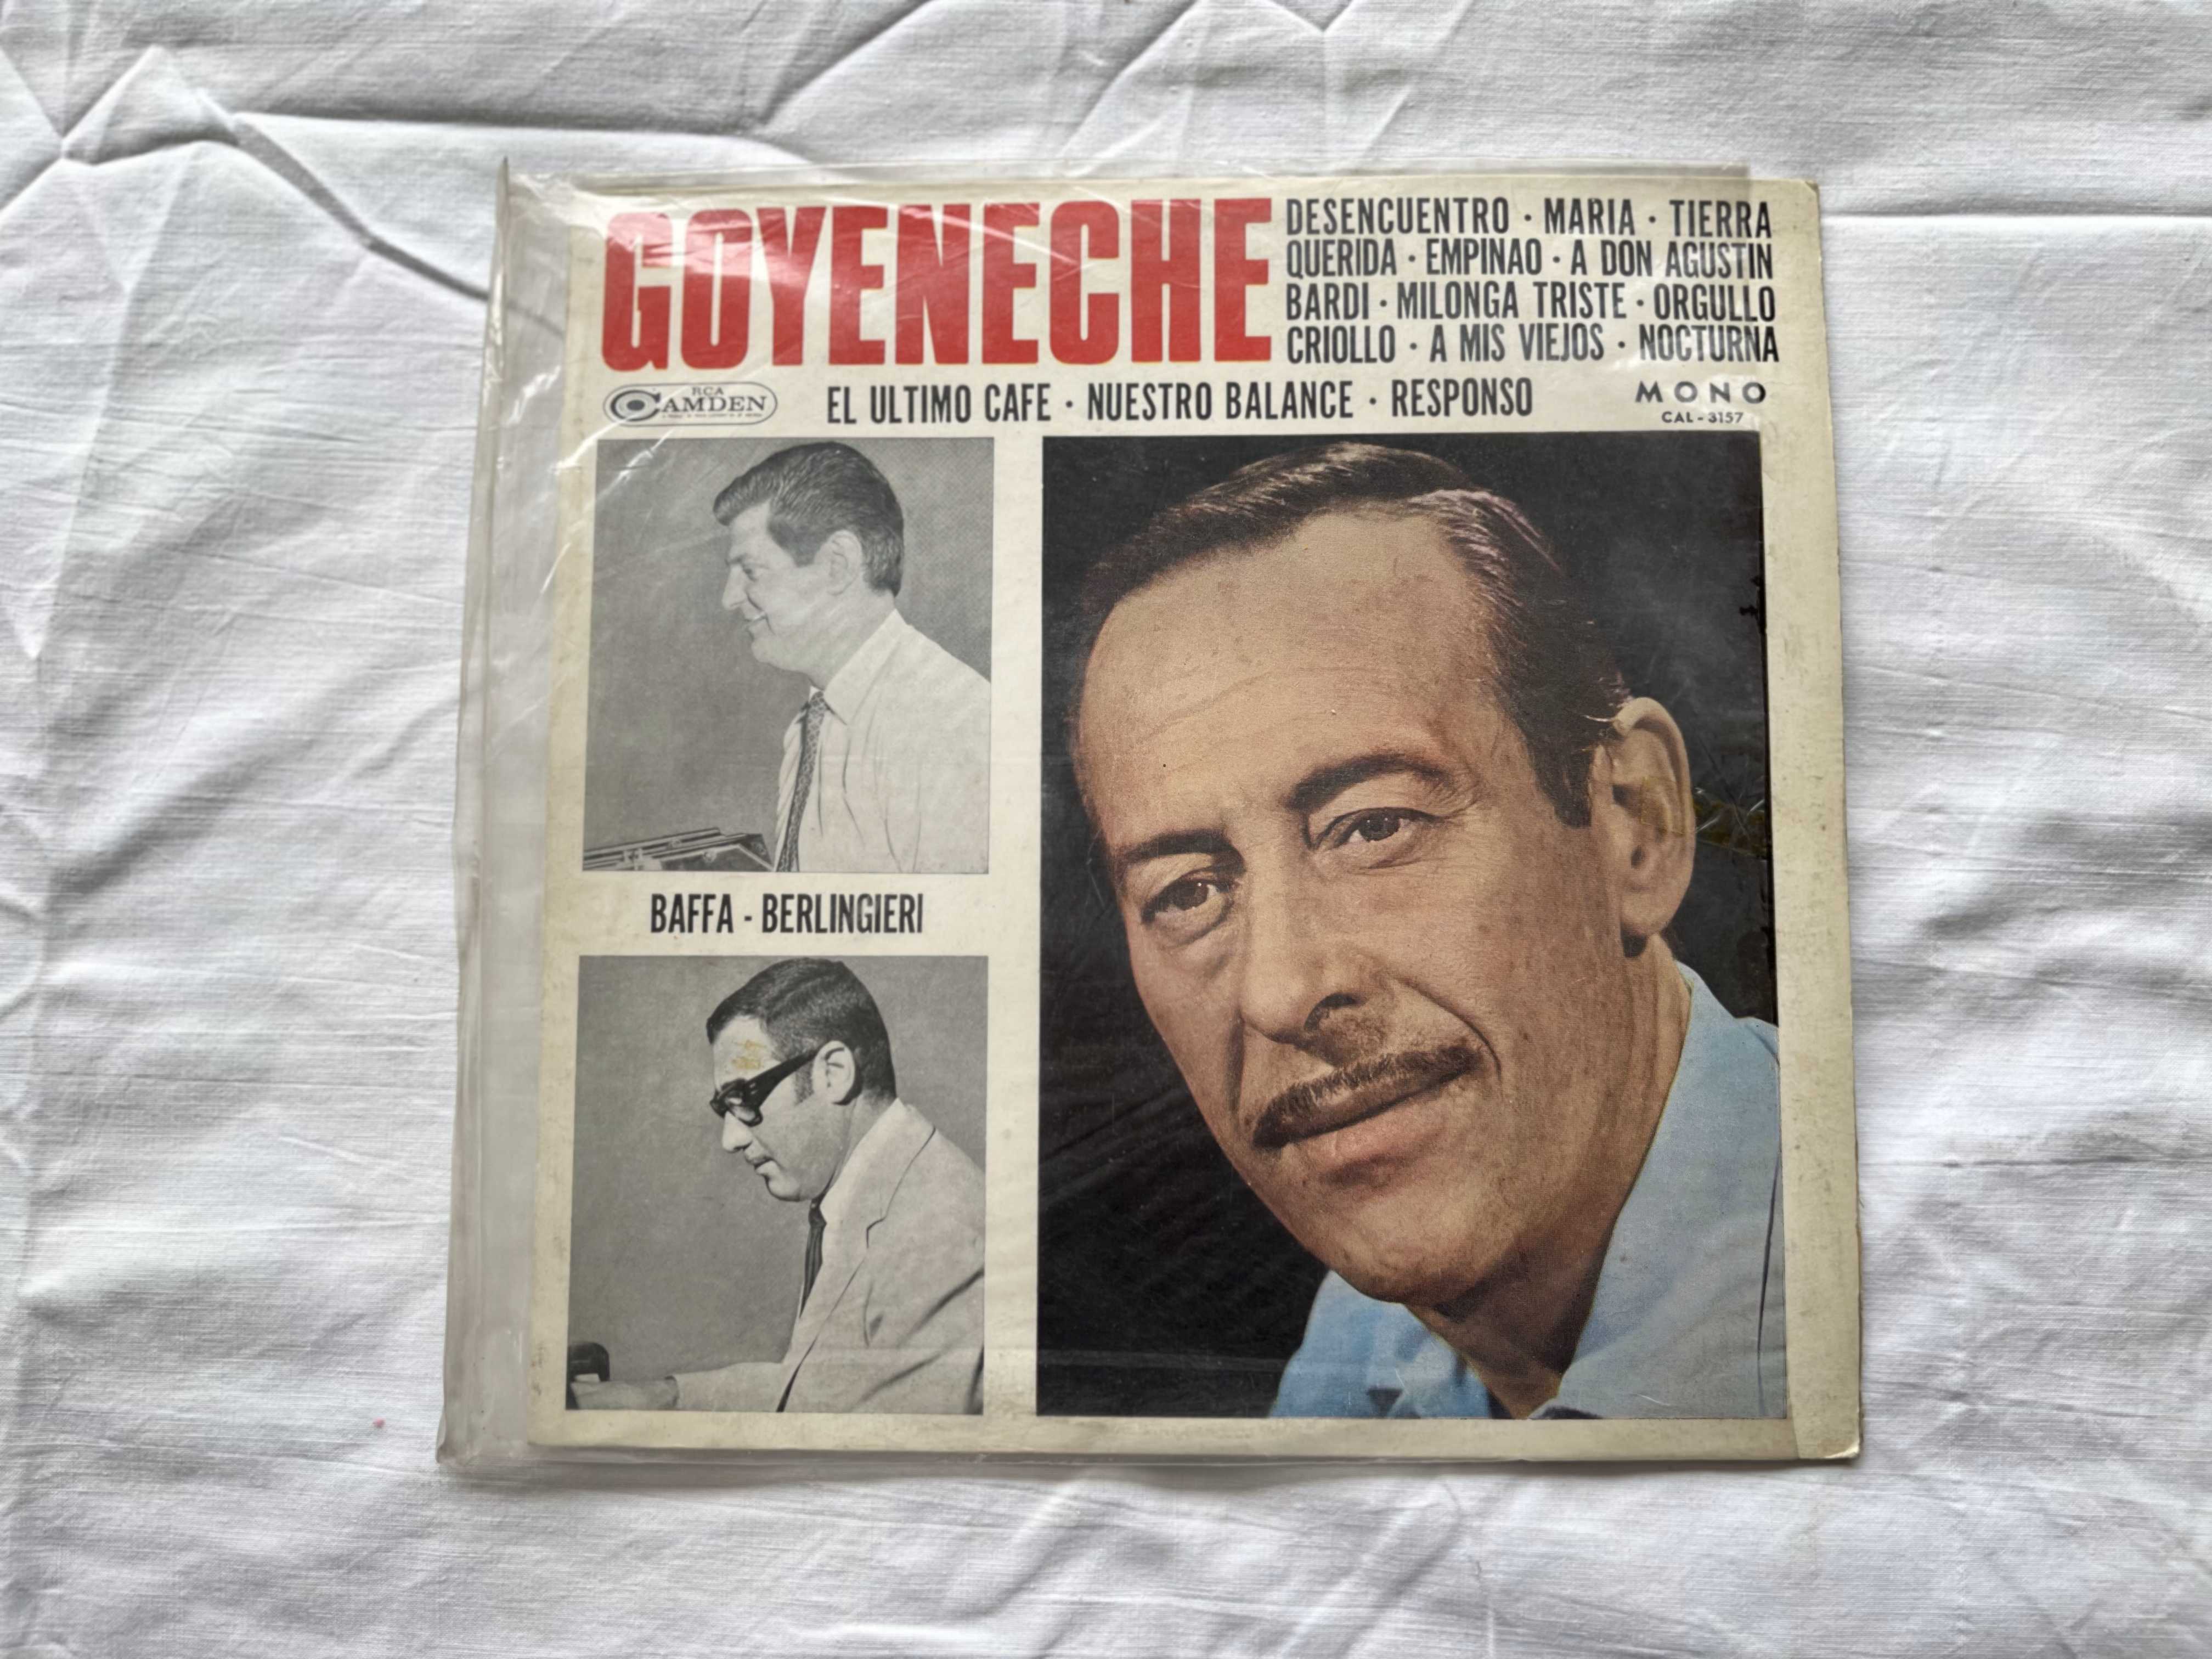 GOYENECHE
DESENCUENTRO · MARIA · TIERRA
QUERIDA · EMPINAO · A DON AGUSTIN
BARDI · MILONGA TRISTE · ORGULLO
CRIOLLO · A MIS VIEJOS · NOCTURNA
RCA
CAMDEN
EL ULTIMO CAFE · NUESTRO BALANCE · RESPONSO
MONO
CAL-3157
BAFFA - BERLINGIERI